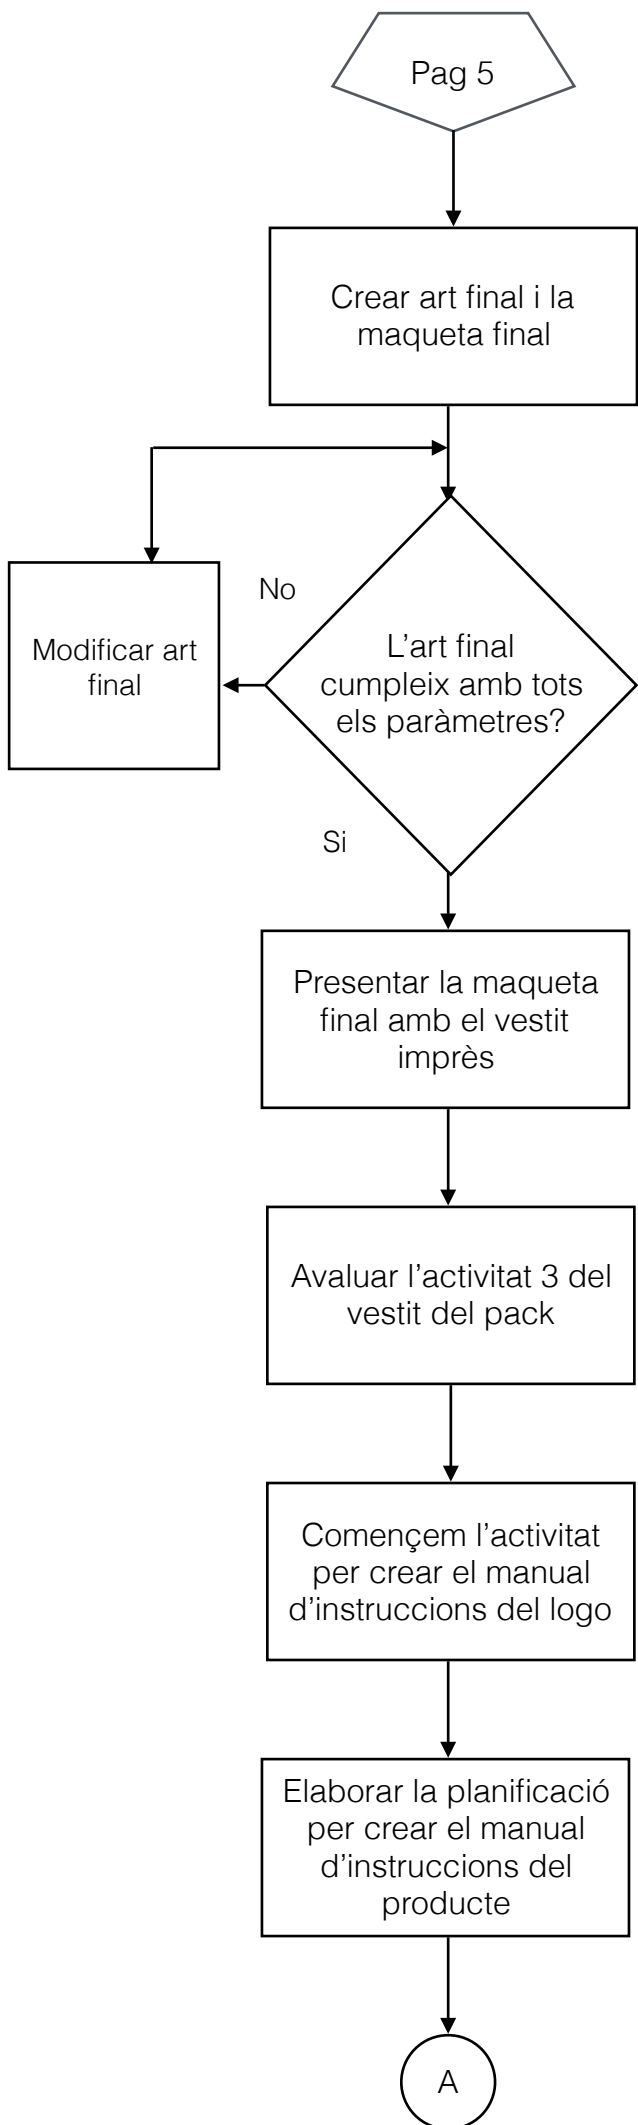 Pag 5
Crear art final i la
maqueta final
No
Modificar art
final
L’art final
cumpleix amb tots
els paràmetres?
Si
Presentar la maqueta
final amb el vestit
imprès
Avaluar l’activitat 3 del
vestit del pack
Començem l’activitat
per crear el manual
d’instruccions del logo
Elaborar la planificació
per crear el manual
d’instruccions del
producte
A